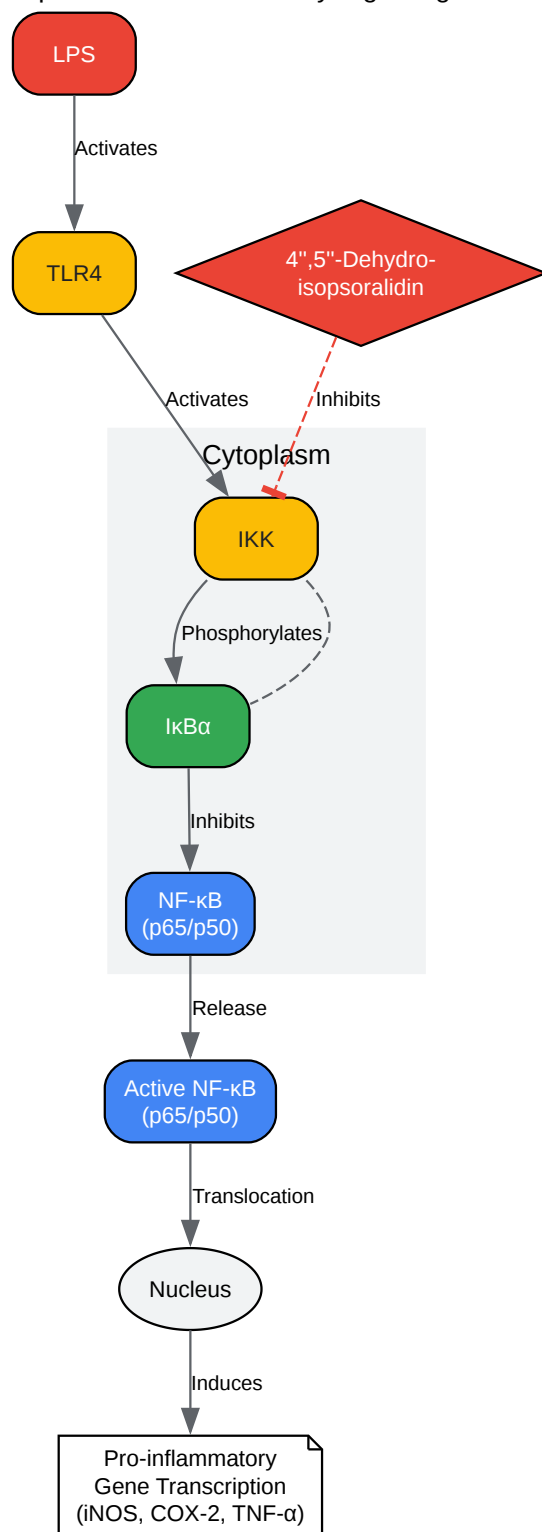 LPS
Activates
TLR4
4'',5''-Dehydro-
isopsoralidin
Activates
Inhibits
Cytoplasm
IKK
Phosphorylates
IκBα
Inhibits
NF-κB
(p65/p50)
Release
Active NF-κB
(p65/p50)
Translocation
Nucleus
Induces
Pro-inflammatory
Gene Transcription
(iNOS, COX-2, TNF-α)